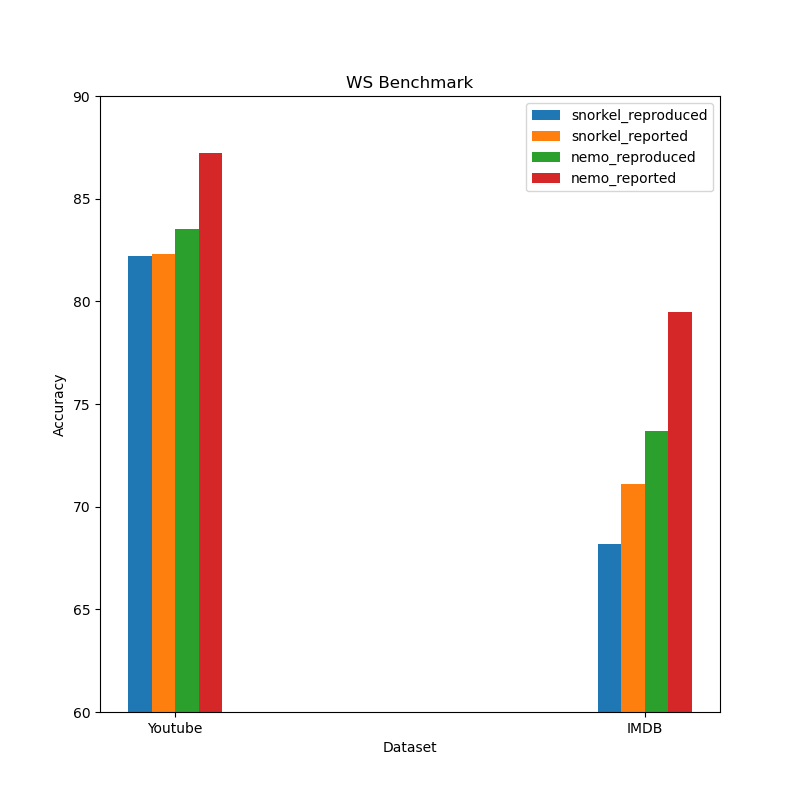 WS Benchmark
snorkel_reproduced
snorkel_reported
nemo_reproduced
nemo_reported
90
85
80
75
70
65
60
Accuracy
Youtube
IMDB
Dataset